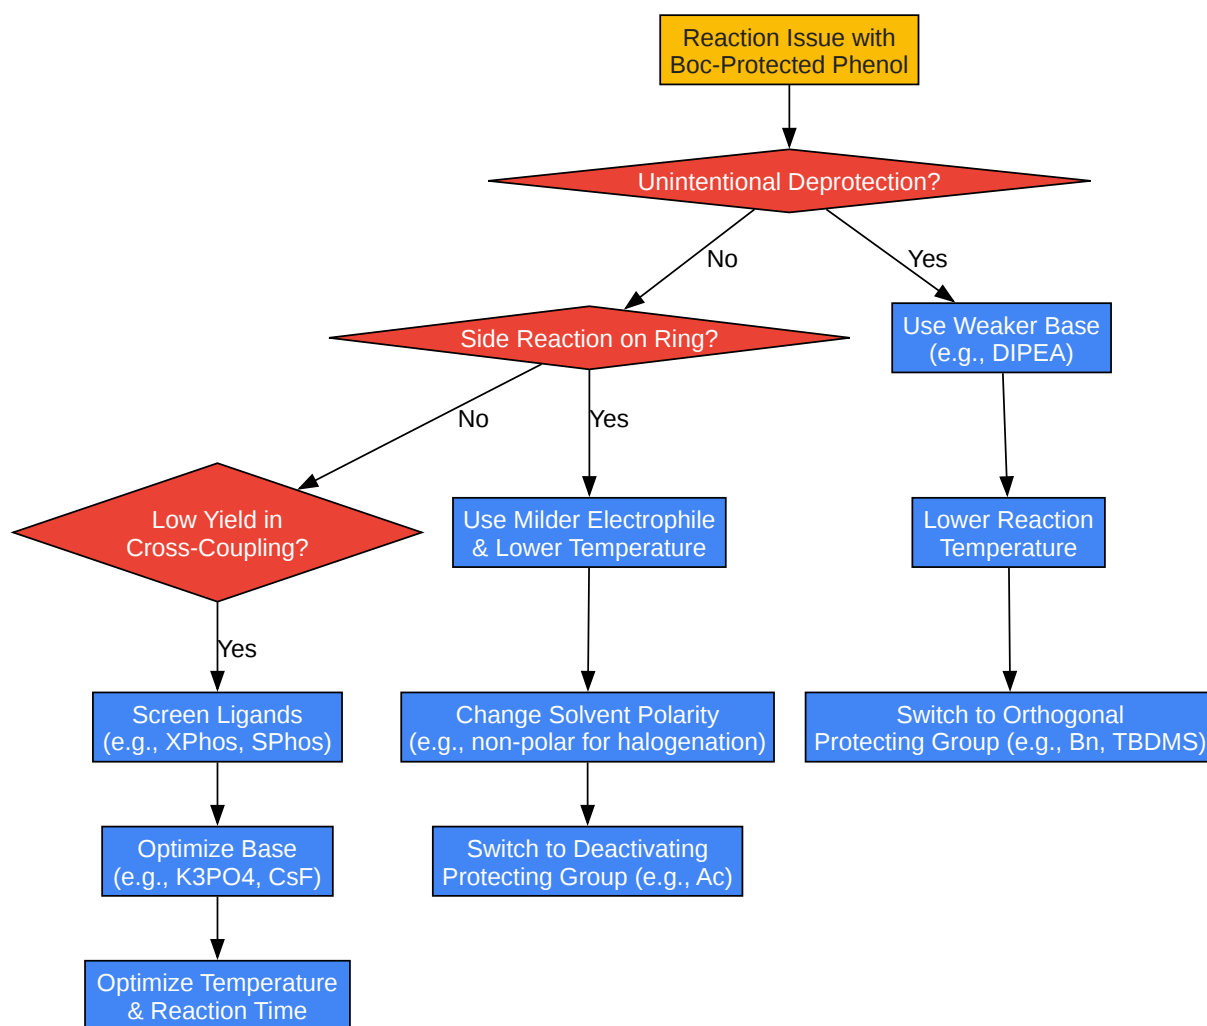 Reaction Issue with
Boc-Protected Phenol
Unintentional Deprotection?
No
Yes
Side Reaction on Ring?
Use Weaker Base
(e.g., DIPEA)
No
Yes
Low Yield in
Cross-Coupling?
Use Milder Electrophile
& Lower Temperature
Lower Reaction
Temperature
Yes
Screen Ligands
(e.g., XPhos, SPhos)
Change Solvent Polarity
(e.g., non-polar for halogenation)
Switch to Orthogonal
Protecting Group (e.g., Bn, TBDMS)
Optimize Base
(e.g., K3PO4, CsF)
Switch to Deactivating
Protecting Group (e.g., Ac)
Optimize Temperature
& Reaction Time